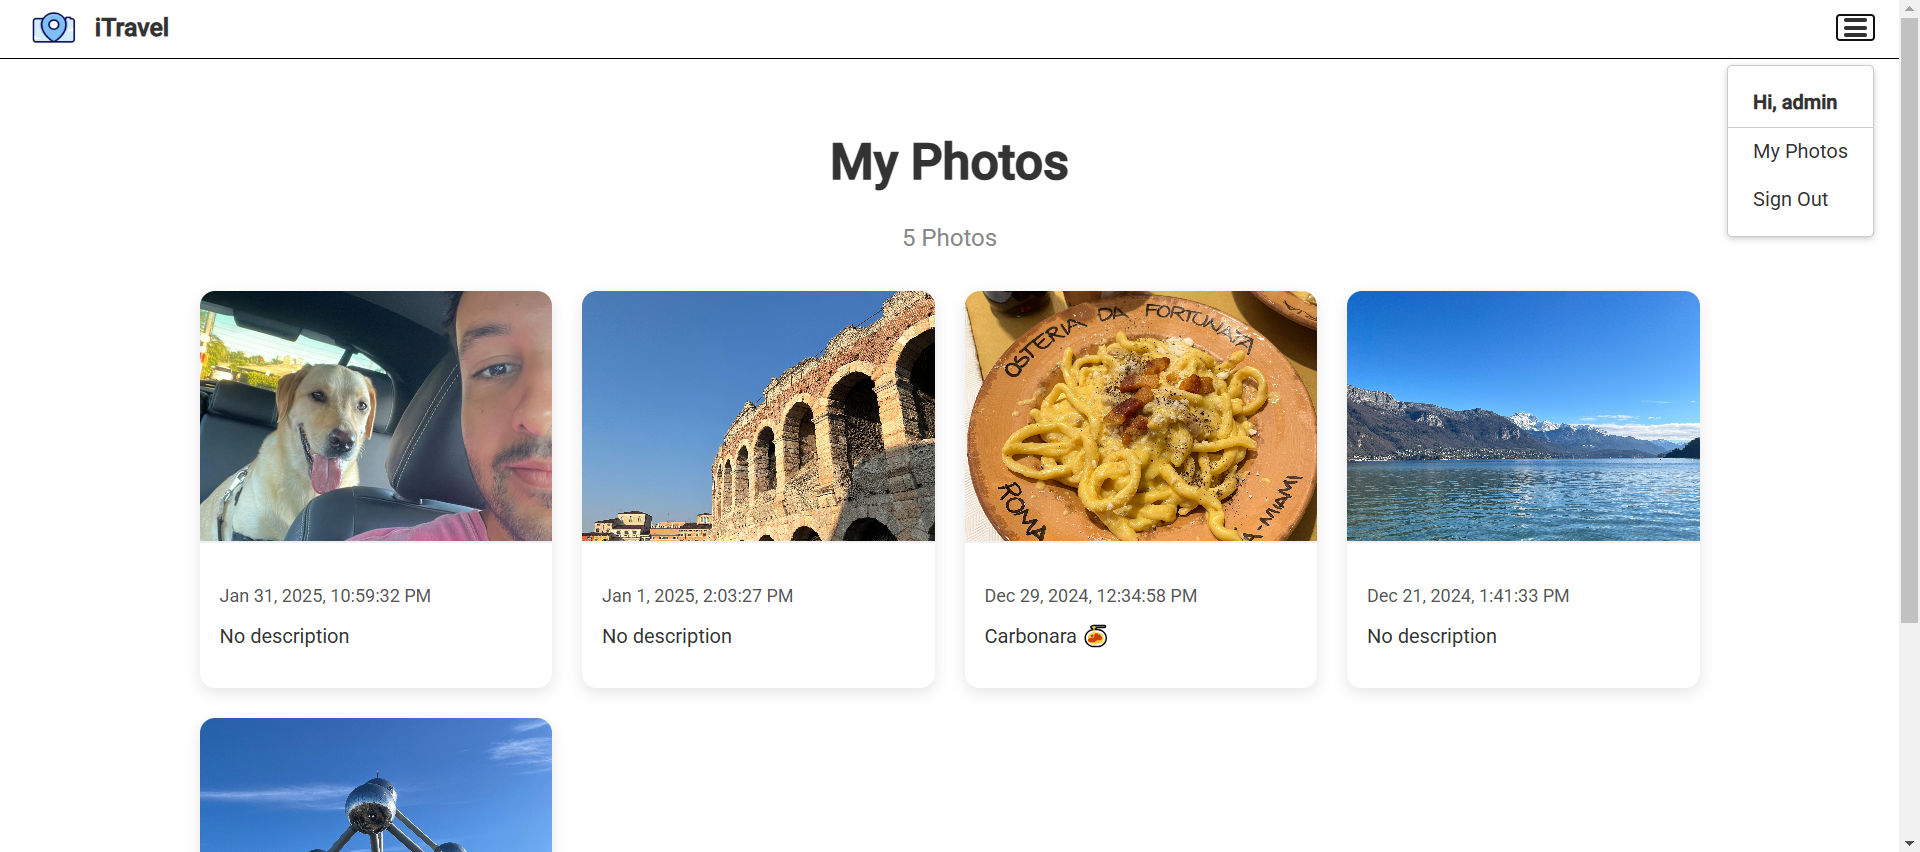 iTravel
Hi, admin
My Photos
Sign Out
My Photos
5 Photos
OSTERIA DA FORTUNATA
ROMA
A-MIAMI
Jan 31, 2025, 10:59:32 PM
No description
Jan 1, 2025, 2:03:27 PM
No description
Dec 29, 2024, 12:34:58 PM
Carbonara 🍝
Dec 21, 2024, 1:41:33 PM
No description